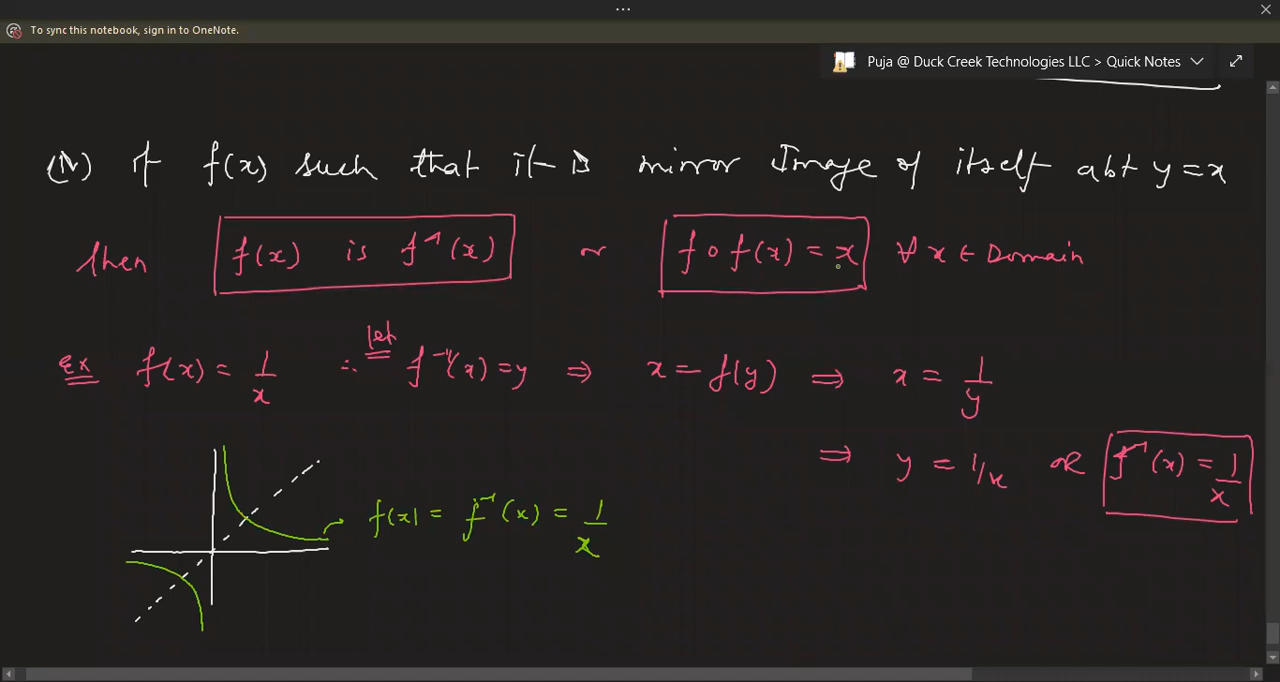 ...
To sync this notebook, sign in to OneNote.
Puja @ Duck Creek Technologies LLC > Quick Notes
(iv) if f(x) such that it is mirror Image of itself abt y = x
then f(x) is f⁻¹(x) or f o f(x) = x ∀ x ∈ Domain
Ex f(x) = 1/x ∴ let f⁻¹(x) = y ⇒ x = f(y) ⇒ x = 1/y
⇒ y = 1/x OR f⁻¹(x) = 1/x
f(x) = f⁻¹(x) = 1/x